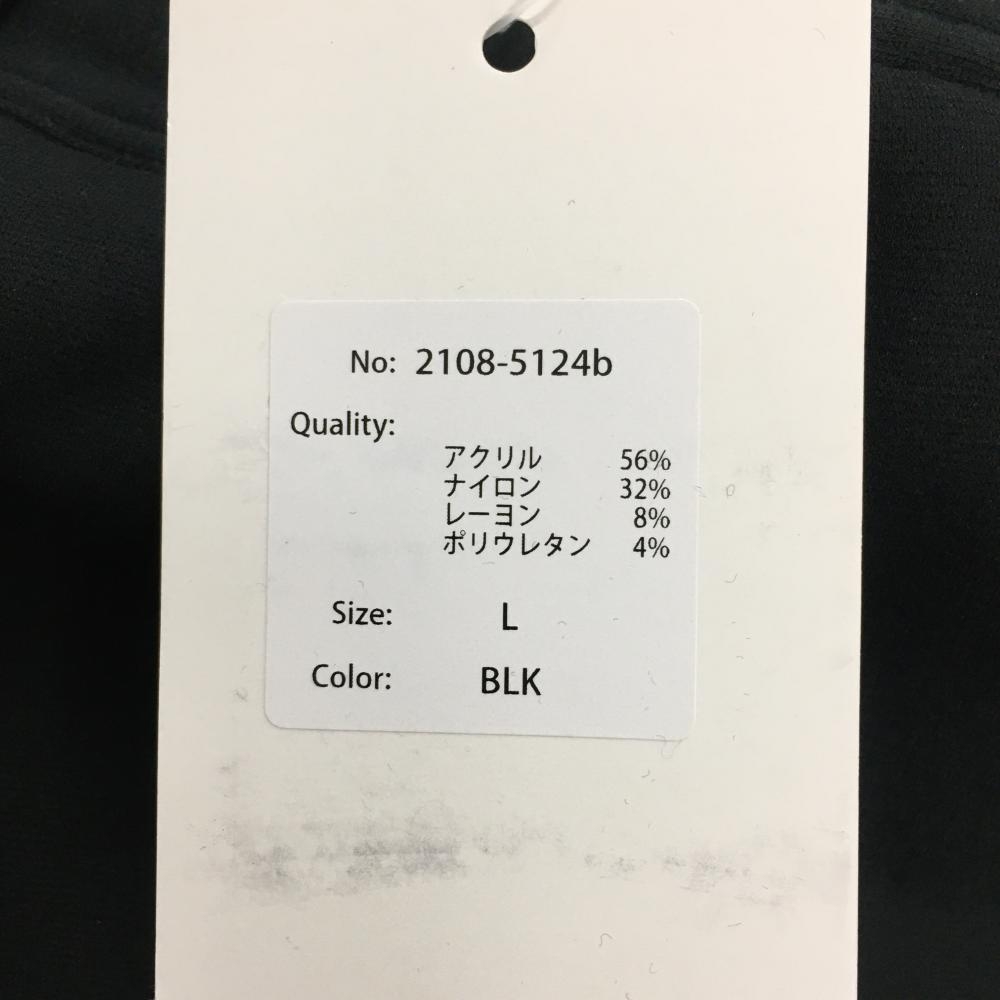 No: 2108-5124b
Quality:
アクリル 56%
ナイロン 32%
レーヨン 8%
ポリウレタン 4%
Size: L
Color: BLK